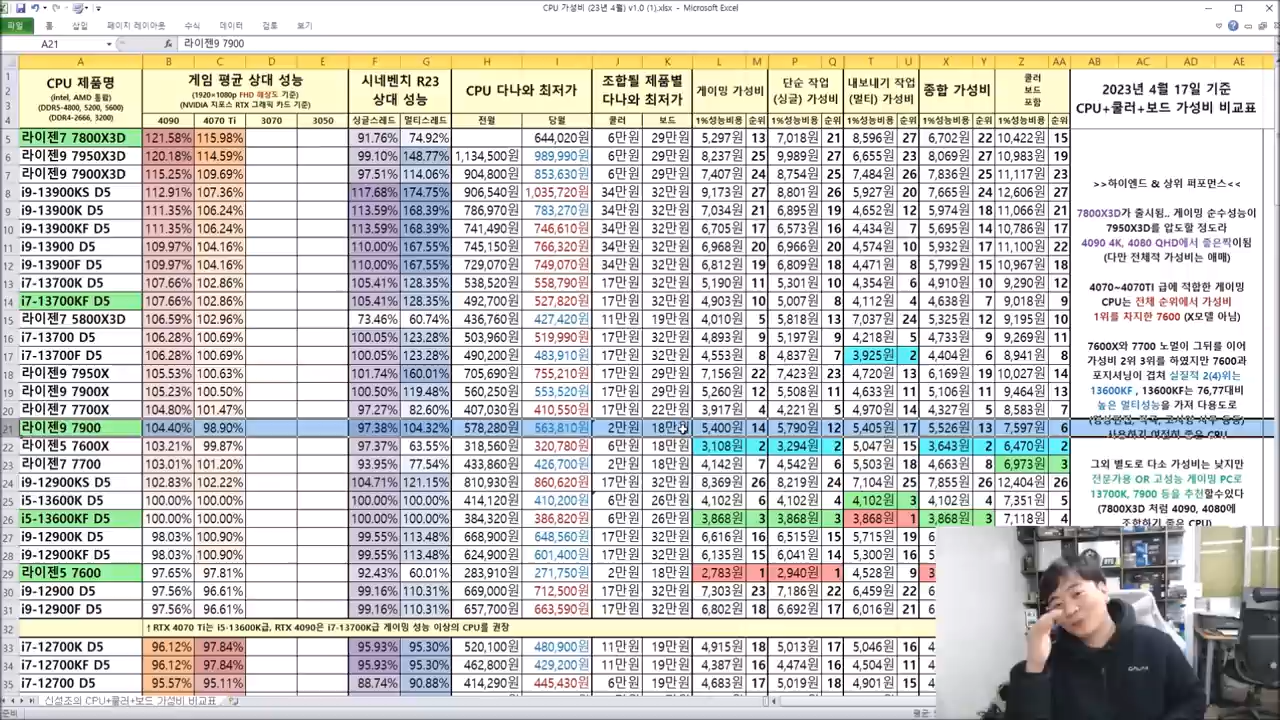 CPU 가성비 (23년 4월) v1.0 (1).xlsx - Microsoft Excel
파일 홈 삽입 페이지 레이아웃 수식 데이터 검토 보기
A21 fx 라이젠9 7900
A B C D E F G H I J K L M P Q T U X Y Z AA AB AC AD AE
CPU 제품명
(intel, AMD 통합)
(DDR5-4800, 5200, 5600)
(DDR4-2666, 3200)
게임 평균 상대 성능
(1920×1080p FHD 해상도 기준)
(NVIDIA 지포스 RTX 그래픽 카드 기준)
시네벤치 R23
상대 성능
CPU 다나와 최저가
조합될 제품별
다나와 최저가
게이밍 가성비
단순 작업
(싱글) 가성비
내보내기 작업
(멀티) 가성비
종합 가성비
쿨러
보드
포함
4090 4070 Ti 3070 3050 싱글스레드 멀티스레드 전월 당월 쿨러 보드 1%성능비용 순위 1%성능비용 순위 1%성능비용 순위 1%성능비용 순위 1%성능비용 순위
5 라이젠7 7800X3D 121.58% 115.98% 91.76% 74.92% 644,020원 6만원 29만원 5,297원 13 7,018원 21 8,596원 27 6,702원 22 10,422원 15
6 라이젠9 7950X3D 120.18% 114.59% 99.10% 148.77% 1,134,500원 989,990원 6만원 29만원 8,237원 25 9,989원 27 6,655원 23 8,069원 27 10,983원 19
7 라이젠9 7900X3D 115.25% 109.69% 97.51% 114.06% 904,800원 853,630원 6만원 29만원 7,407원 24 8,754원 25 7,484원 26 7,836원 25 11,117원 23
8 i9-13900KS D5 112.91% 107.36% 117.68% 174.75% 906,540원 1,035,720원 34만원 32만원 9,173원 27 8,801원 26 5,927원 20 7,765원 24 12,606원 27
9 i9-13900K D5 111.35% 106.24% 113.59% 168.39% 786,970원 783,270원 34만원 32만원 7,034원 21 6,895원 19 4,652원 12 5,974원 18 11,066원 21
10 i9-13900KF D5 111.35% 106.24% 113.59% 168.39% 741,490원 746,610원 34만원 32만원 6,705원 17 6,573원 16 4,434원 7 5,695원 14 10,786원 17
11 i9-13900 D5 109.97% 104.16% 110.00% 167.55% 745,150원 766,320원 34만원 32만원 6,968원 20 6,966원 20 4,574원 10 5,932원 17 11,100원 22
12 i9-13900F D5 109.97% 104.16% 110.00% 167.55% 729,070원 749,070원 34만원 32만원 6,812원 19 6,809원 18 4,471원 8 5,799원 15 10,967원 18
13 i7-13700K D5 107.66% 102.86% 105.41% 128.35% 538,520원 558,790원 17만원 32만원 5,190원 11 5,301원 10 4,354원 6 4,910원 10 9,290원 12
14 i7-13700KF D5 107.66% 102.86% 105.41% 128.35% 492,700원 527,820원 17만원 32만원 4,903원 10 5,007원 8 4,112원 4 4,638원 7 9,018원 9
15 라이젠7 5800X3D 106.59% 102.96% 73.46% 60.74% 436,760원 427,420원 31만원 19만원 4,010원 5 5,818원 13 7,037원 24 5,325원 12 9,195원 10
16 i7-13700 D5 106.28% 100.69% 100.05% 123.28% 503,960원 519,990원 17만원 32만원 4,893원 9 5,197원 9 4,218원 5 4,733원 9 9,269원 11
17 i7-13700F D5 106.28% 100.69% 100.05% 123.28% 490,200원 483,910원 17만원 32만원 4,553원 8 4,837원 7 3,925원 2 4,404원 6 8,941원 8
18 라이젠9 7950X 105.53% 100.63% 101.74% 160.01% 705,690원 755,210원 17만원 29만원 7,156원 22 7,423원 23 4,720원 13 6,169원 19 10,027원 14
19 라이젠9 7900X 105.29% 102.40% 100.50% 119.48% 560,250원 553,520원 17만원 29만원 5,260원 12 5,508원 11 4,633원 11 5,095원 11 9,464원 13
20 라이젠7 7700X 104.80% 101.47% 97.27% 82.60% 407,030원 410,550원 17만원 22만원 3,917원 4 4,221원 5 4,970원 14 4,327원 5 8,583원 7
21 라이젠9 7900 104.40% 98.90% 97.38% 104.32% 578,280원 563,810원 2만원 18만원 5,400원 14 5,790원 12 5,405원 17 5,526원 13 7,597원 6
22 라이젠5 7600X 103.21% 99.87% 97.37% 63.55% 342,660원 320,780원 6만원 18만원 3,108원 2 3,294원 2 5,047원 15 3,643원 2 6,470원 2
23 라이젠7 7700 103.01% 101.20% 93.95% 77.54% 433,860원 426,700원 2만원 18만원 4,142원 7 4,542원 6 5,503원 18 4,663원 8 6,973원 3
24 i9-12900KS D5 102.83% 102.22% 104.71% 121.15% 810,930원 860,620원 17만원 32만원 8,369원 26 8,219원 24 7,104원 25 7,855원 26 12,404원 26
25 i5-13600K D5 100.00% 100.00% 100.00% 100.00% 414,120원 410,200원 6만원 26만원 4,102원 6 4,102원 4 4,102원 3 4,102원 4 7,351원 5
26 i5-13600KF D5 100.00% 100.00% 100.00% 100.00% 384,320원 386,820원 6만원 26만원 3,868원 3 3,868원 3 3,868원 1 3,868원 3 7,118원 4
27 i9-12900K D5 98.03% 100.90% 99.55% 113.48% 668,900원 648,560원 17만원 32만원 6,616원 16 6,515원 15 5,715원 19
28 i9-12900KF D5 98.03% 100.90% 99.55% 113.48% 624,900원 601,400원 17만원 32만원 6,135원 15 6,041원 14 5,300원 16
29 라이젠5 7600 97.65% 97.81% 92.43% 60.01% 283,910원 271,750원 2만원 18만원 2,783원 1 2,940원 1 4,528원 9
30 i9-12900 D5 97.56% 96.61% 99.16% 110.31% 669,000원 712,500원 17만원 32만원 7,303원 23 7,186원 22 6,459원 22
31 i9-12900F D5 97.56% 96.61% 99.16% 110.31% 657,700원 663,590원 17만원 32만원 6,802원 18 6,692원 17 6,016원 21
32 ↑RTX 4070 Ti는 i5-13600K급, RTX 4090은 i7-13700K급 게이밍 성능 이상의 CPU를 권장
33 i7-12700K D5 96.12% 97.84% 95.93% 95.30% 520,100원 480,900원 11만원 19만원 4,915원 18 5,013원 17 5,046원 16
34 i7-12700KF D5 96.12% 97.84% 95.93% 95.30% 462,800원 429,200원 11만원 19만원 4,387원 16 4,474원 16 4,504원 11
35 i7-12700 D5 95.57% 95.11% 88.74% 90.88% 414,290원 445,430원 6만원 19만원 4,683원 17 5,019원 18 4,901원 15
2023년 4월 17일 기준
CPU+쿨러+보드 가성비 비교표
>>하이엔드 & 상위 퍼포먼스<<
7800X3D가 출시됨.. 게이밍 순수성능이
7950X3D를 압도할 정도라
4090 4K, 4080 QHD에서 좋은짝이됨
(다만 전체적 가성비는 애매)
4070~4070TI 급에 적합한 게이밍
CPU는 전체 순위에서 가성비
1위를 차지한 7600 (X모델 아님)
7600X와 7700 노멀이 그뒤를 이어
가성비 2위 3위를 하였지만 7600과
포지셔닝이 겹쳐 실질적 2(4)위는
13600KF , 13600K는 76,77대비
높은 멀티성능을 가져 다용도로
사용하기 여전히 좋은 CPU
그외 별도로 다소 가성비는 낮지만
전문가용 OR 고성능 게이밍 PC로
13700K, 7900 등을 추천할수있다
(7800X3D 처럼 4090, 4080에
조합하기 좋은 CPU)
신성조의 CPU+쿨러+보드 가성비 비교표
준비